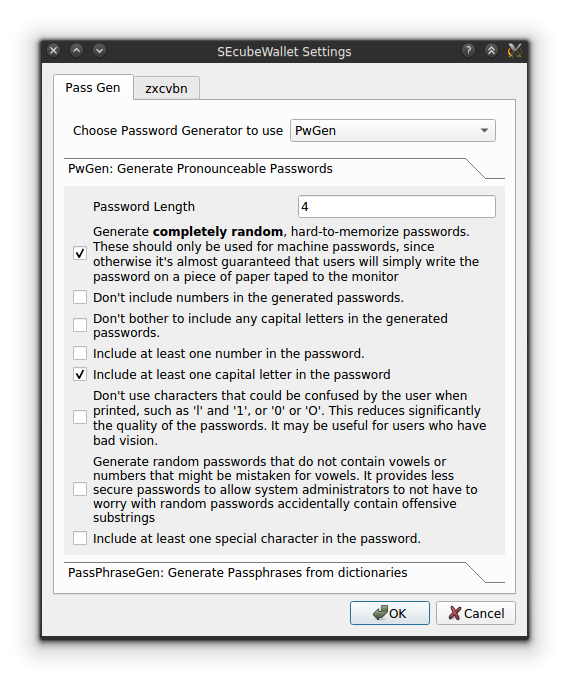 SEcubeWallet Settings
Pass Gen
zxcvbn
Choose Password Generator to use
PwGen
PwGen: Generate Pronounceable Passwords
Password Length
4
Generate completely random, hard-to-memorize passwords.
These should only be used for machine passwords, since
otherwise it's almost guaranteed that users will simply write the
password on a piece of paper taped to the monitor
Don't include numbers in the generated passwords.
Don't bother to include any capital letters in the generated
passwords.
Include at least one number in the password.
Include at least one capital letter in the password
Don't use characters that could be confused by the user when
printed, such as 'l' and '1', or '0' or 'O'. This reduces significantly
the quality of the passwords. It may be useful for users who have
bad vision.
Generate random passwords that do not contain vowels or
numbers that might be mistaken for vowels. It provides less
secure passwords to allow system administrators to not have to
worry with random passwords accidentally contain offensive
substrings
Include at least one special character in the password.
PassPhraseGen: Generate Passphrases from dictionaries
OK
Cancel